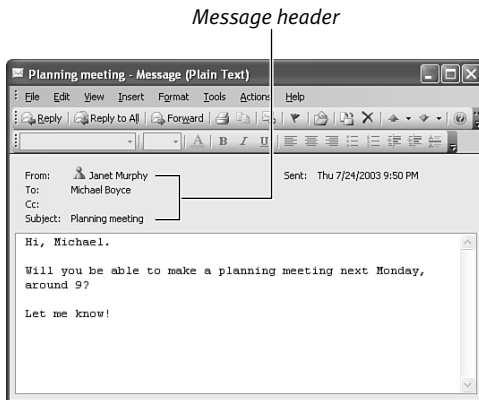 Message header
Planning meeting - Message (Plain Text)
File Edit View Insert Format Tools Actions Help
Reply Reply to All Forward
A B I U
From: Janet Murphy Sent: Thu 7/24/2003 9:50 PM
To: Michael Boyce
Cc:
Subject: Planning meeting
Hi, Michael.
Will you be able to make a planning meeting next Monday,
around 9?
Let me know!